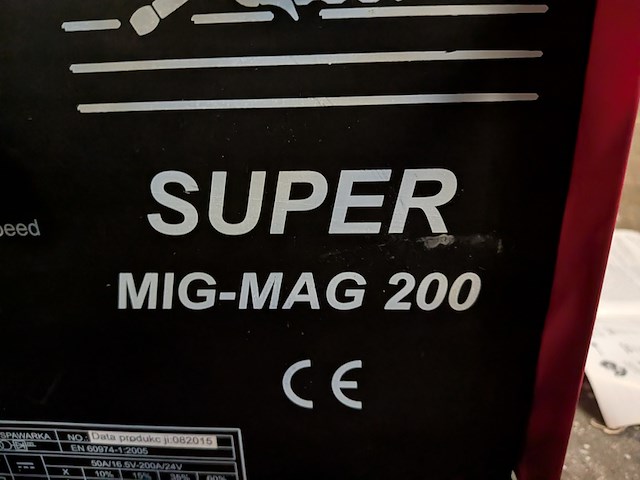 SUPER
peed
MIG-MAG 200
CE
SPAWARKA NO.: Data produkcji:082015
EN 60974-1:2005
50A/16.5V-200A/24V
X 10% 15% 35% 60%